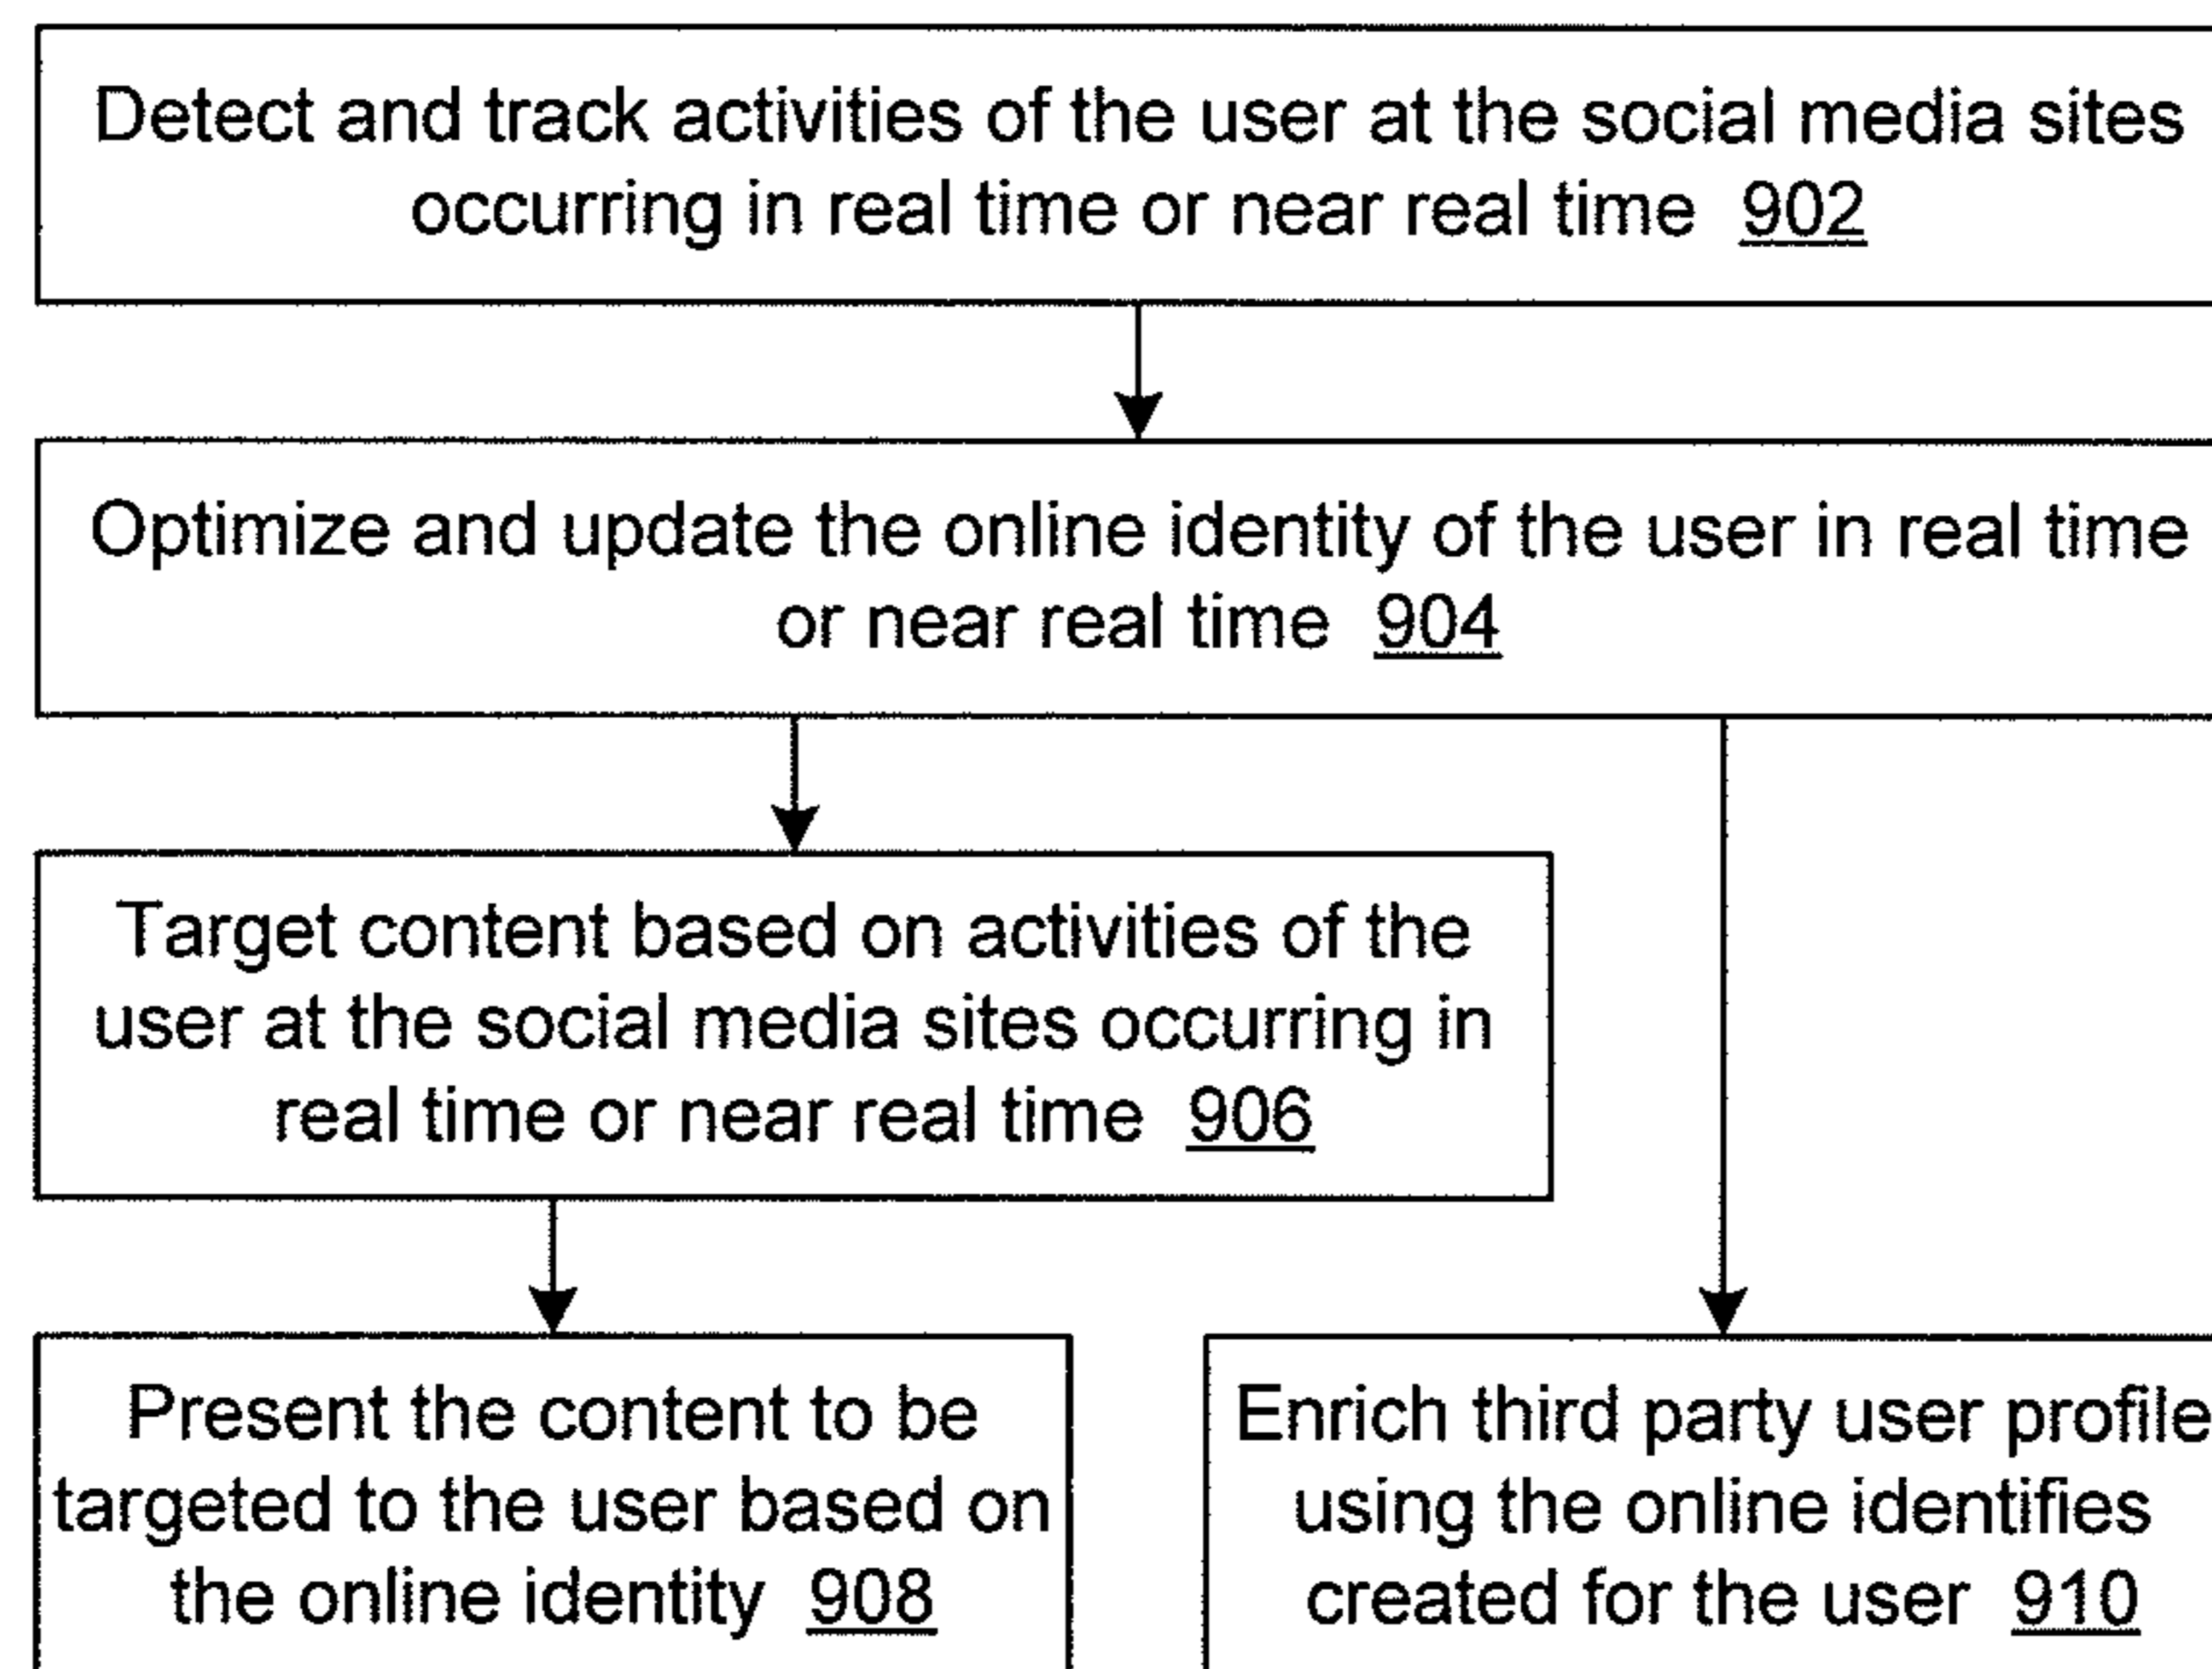 Detect and track activities of the user at the social media sites
occurring in real time or near real time 902
Optimize and update the online identity of the user in real time
or near real time 904
Target content based on activities of the
user at the social media sites occurring in
real time or near real time 906
Present the content to be
targeted to the user based on
the online identity 908
Enrich third party user profile
using the online identifies
created for the user 910